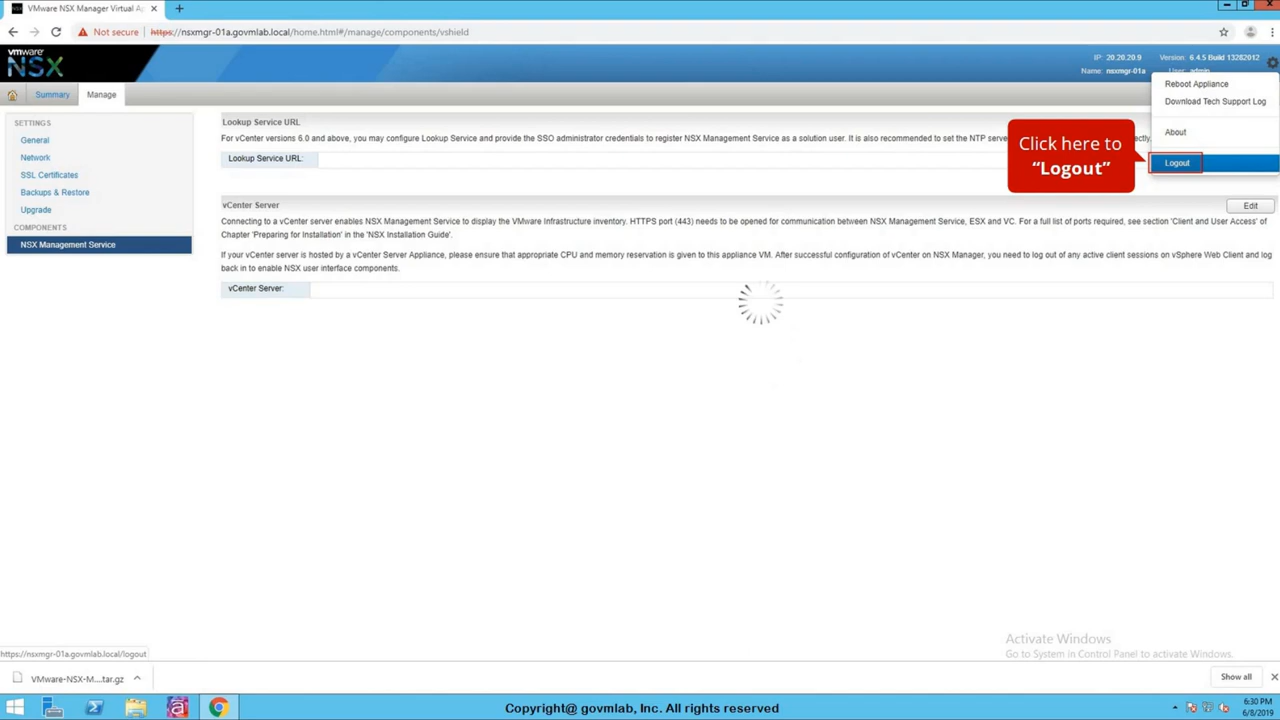 VMware NSX Manager Virtual Ap
Not secure https://nsxmgr-01a.govmlab.local/home.html#/manage/components/vshield
vmware
NSX
IP: 20.20.20.9 Version: 6.4.5 Build 13282012
Name: nsxmgr-01a User: admin
Summary Manage
Reboot Appliance
Download Tech Support Log
About
Logout
Click here to
“Logout”
SETTINGS
General
Network
SSL Certificates
Backups & Restore
Upgrade
COMPONENTS
NSX Management Service
Lookup Service URL
For vCenter versions 6.0 and above, you may configure Lookup Service and provide the SSO administrator credentials to register NSX Management Service as a solution user. It is also recommended to set the NTP serve
Lookup Service URL:
vCenter Server
Edit
Connecting to a vCenter server enables NSX Management Service to display the VMware Infrastructure inventory. HTTPS port (443) needs to be opened for communication between NSX Management Service, ESX and VC. For a full list of ports required, see section 'Client and User Access' of
Chapter 'Preparing for Installation' in the 'NSX Installation Guide'.
If your vCenter server is hosted by a vCenter Server Appliance, please ensure that appropriate CPU and memory reservation is given to this appliance VM. After successful configuration of vCenter on NSX Manager, you need to log out of any active client sessions on vSphere Web Client and log
back in to enable NSX user interface components.
vCenter Server:
Activate Windows
Go to System in Control Panel to activate Windows.
https://nsxmgr-01a.govmlab.local/logout
VMware-NSX-M....tar.gz
Show all
Copyright@ govmlab, Inc. All rights reserved
6:30 PM
6/8/2019